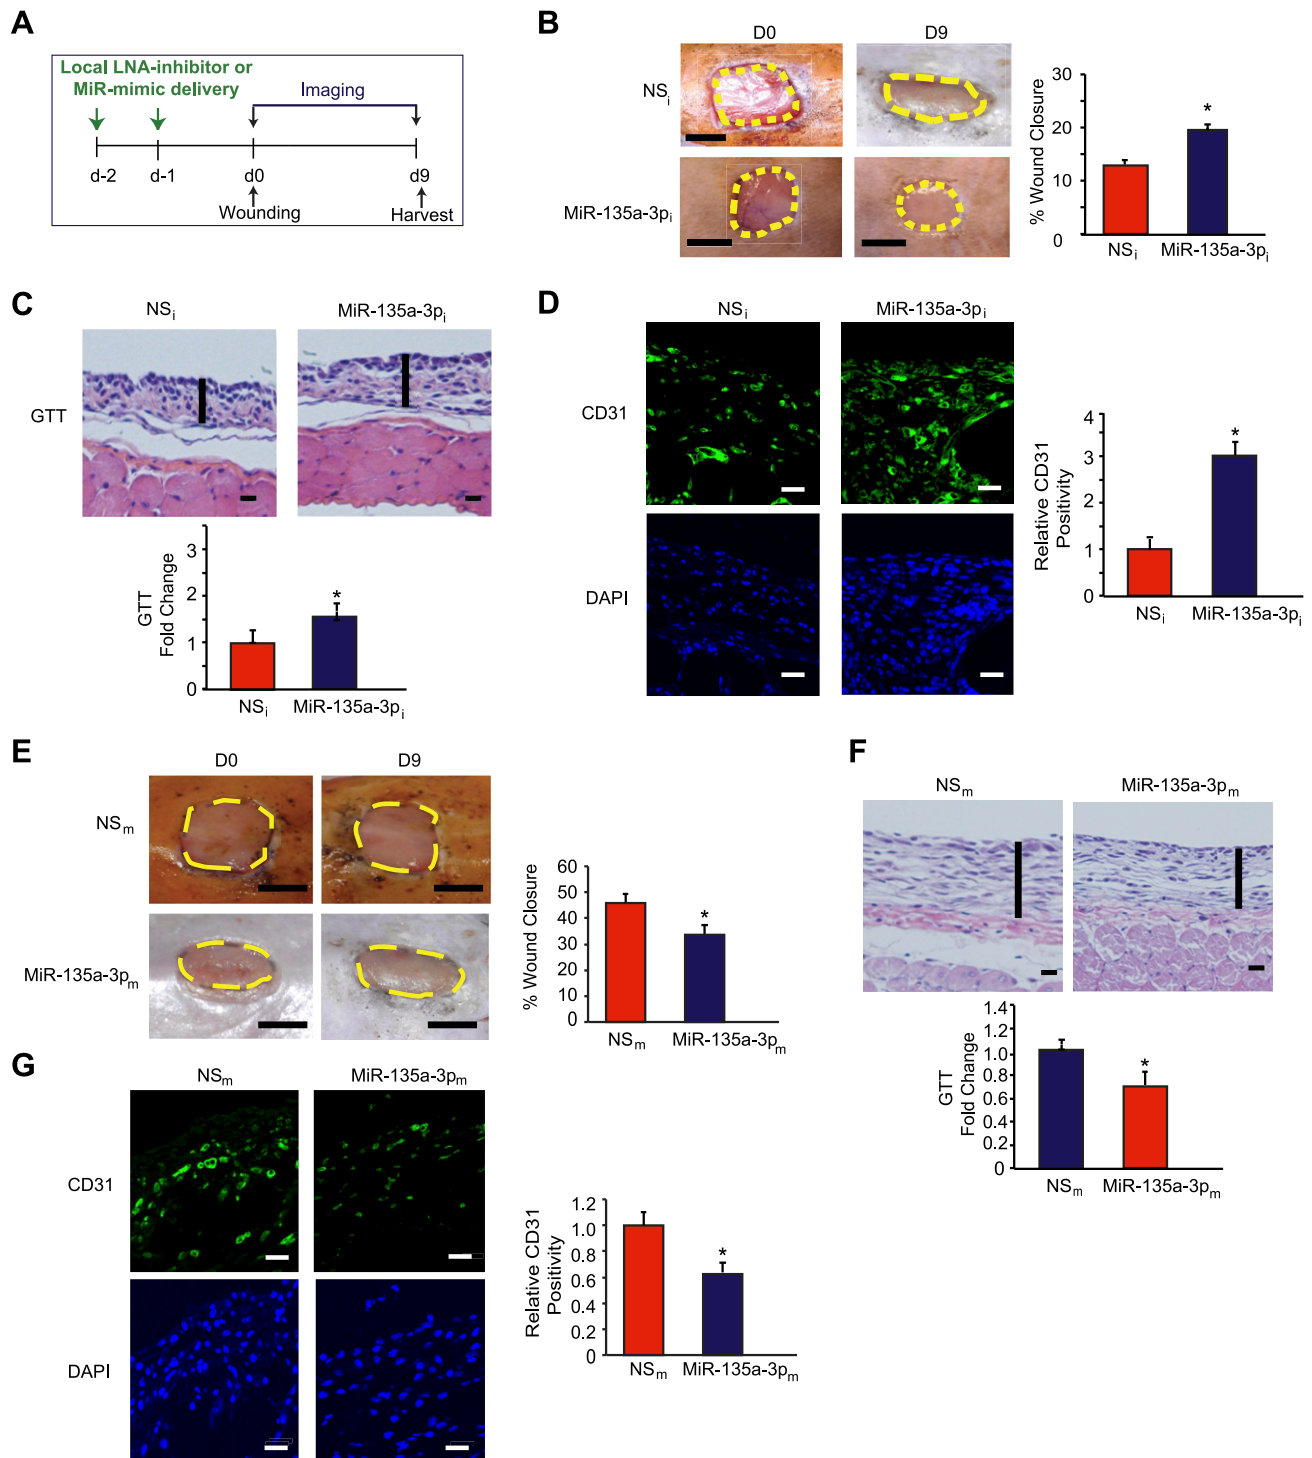 A
Local LNA-inhibitor or
MiR-mimic delivery
Imaging
d-2
d-1
d0
d9
Wounding
Harvest
B
D0
D9
NSi
MiR-135a-3pi
% Wound Closure
30
20
10
0
*
NSi
MiR-135a-3pi
C
NSi
MiR-135a-3pi
GTT
GTT
Fold Change
3
2
1
0
*
NSi
MiR-135a-3pi
D
NSi
MiR-135a-3pi
CD31
DAPI
Relative CD31
Positivity
4
3
2
1
0
*
NSi
MiR-135a-3pi
E
D0
D9
NSm
MiR-135a-3pm
% Wound Closure
60
50
40
30
20
10
0
*
NSm
MiR-135a-3pm
F
NSm
MiR-135a-3pm
GTT
Fold Change
1.4
1.2
1.0
0.8
0.6
0.4
0.2
0
*
NSm
MiR-135a-3pm
G
NSm
MiR-135a-3pm
CD31
DAPI
Relative CD31
Positivity
1.2
1.0
0.8
0.6
0.4
0.2
0
*
NSm
MiR-135a-3pm